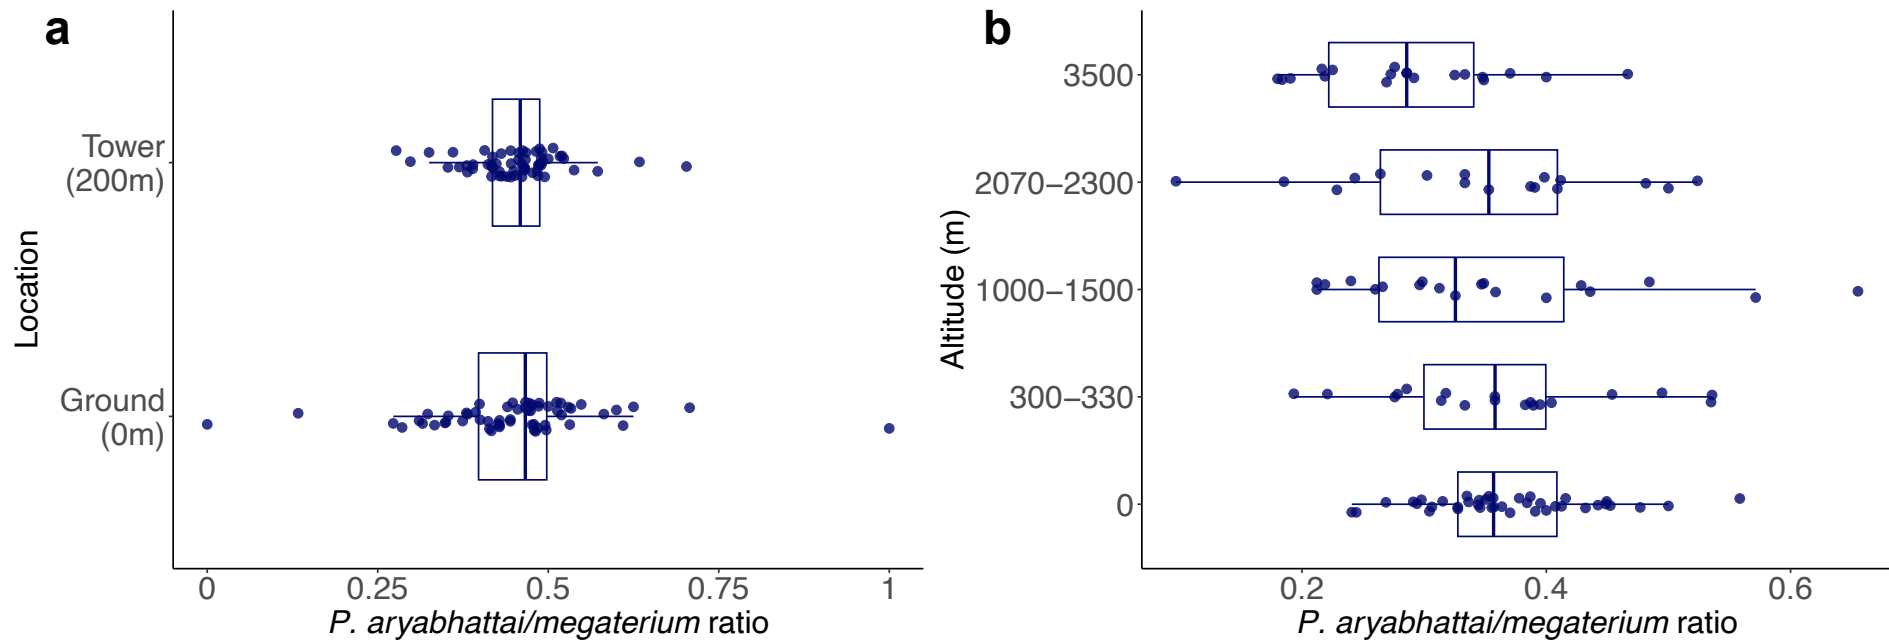 a
Location
Tower
(200m)
Ground
(0m)
0 0.25 0.5 0.75 1
P. aryabhattai/megaterium ratio
b
Altitude (m)
3500
2070–2300
1000–1500
300–330
0
0.2 0.4 0.6
P. aryabhattai/megaterium ratio